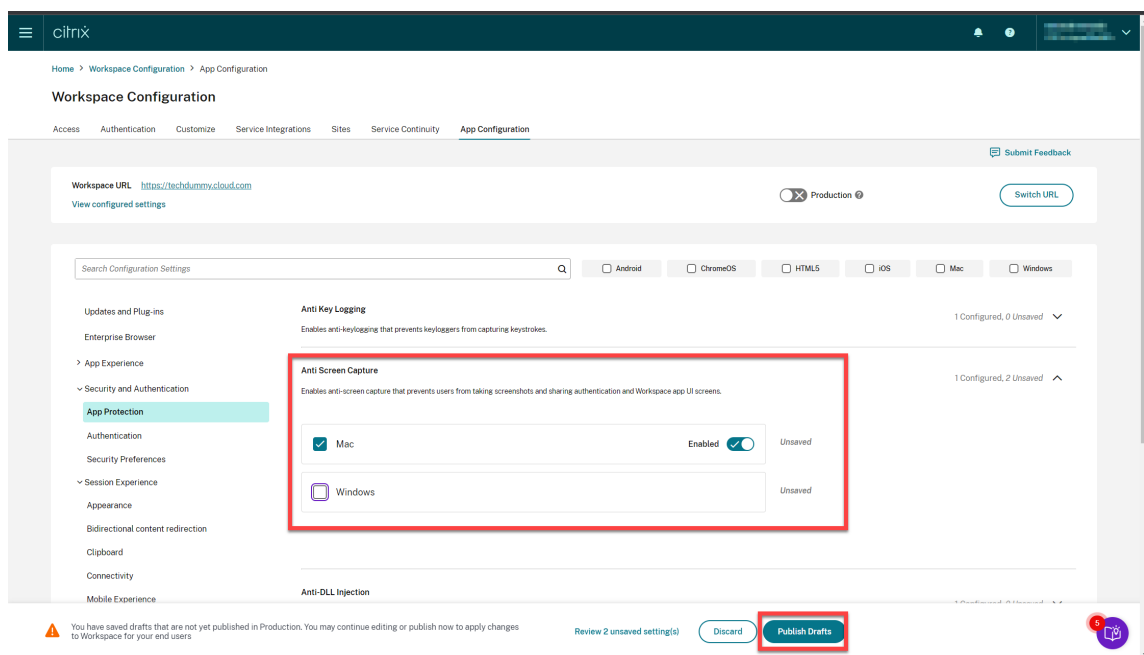 citrix
Home > Workspace Configuration > App Configuration
Workspace Configuration
Access Authentication Customize Service Integrations Sites Service Continuity App Configuration
Submit Feedback
Workspace URL https://techdummy.cloud.com
View configured settings
Production
Switch URL
Search Configuration Settings
Android ChromeOS HTML5 iOS Mac Windows
Updates and Plug-ins
Enterprise Browser
App Experience
Security and Authentication
App Protection
Authentication
Security Preferences
Session Experience
Appearance
Bidirectional content redirection
Clipboard
Connectivity
Mobile Experience
Anti Key Logging
Enables anti-keylogging that prevents keyloggers from capturing keystrokes.
1 Configured, 0 Unsaved
Anti Screen Capture
Enables anti-screen capture that prevents users from taking screenshots and sharing authentication and Workspace app UI screens.
1 Configured, 2 Unsaved
Mac Enabled Unsaved
Windows Unsaved
Anti-DLL Injection
You have saved drafts that are not yet published in Production. You may continue editing or publish now to apply changes
to Workspace for your end users
Review 2 unsaved setting(s)
Discard
Publish Drafts
5